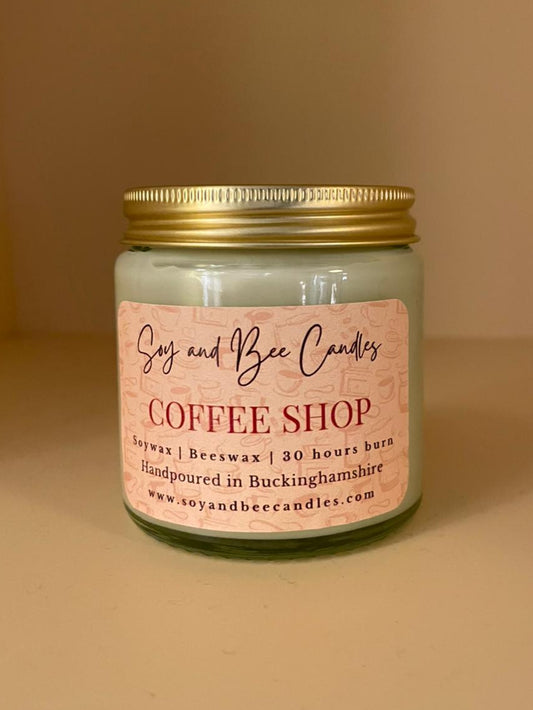 Soy and Bee Candles
COFFEE SHOP
Soywax | Beeswax | 30 hours burn
Handpoured in Buckinghamshire
www.soyandbeecandles.com